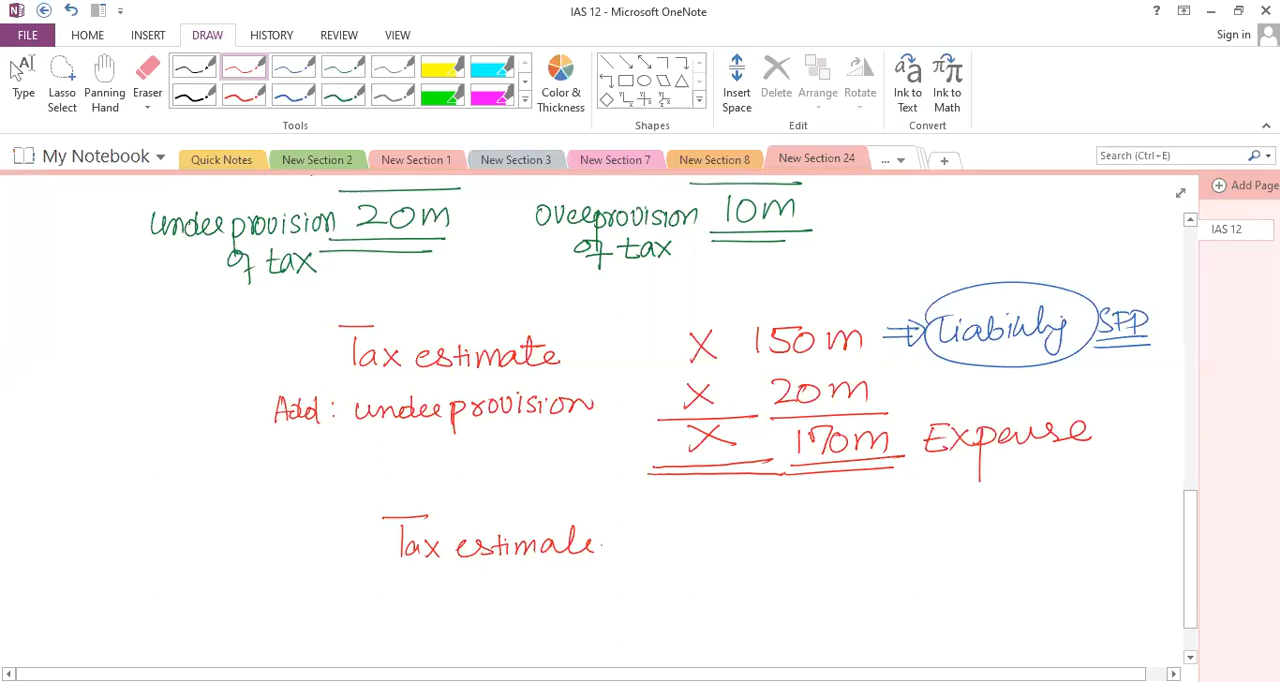 IAS 12 - Microsoft OneNote
?
FILE HOME INSERT DRAW HISTORY REVIEW VIEW
Sign in
Type Lasso Select Panning Hand Eraser
Color & Thickness
Insert Space Delete Arrange Rotate
Ink to Text Ink to Math
Tools Shapes Edit Convert
My Notebook Quick Notes New Section 2 New Section 1 New Section 3 New Section 7 New Section 8 New Section 24 ... +
Search (Ctrl+E)
Add Page
IAS 12
Underprovision of tax 20m
Overprovision of tax 10m
Tax estimate X 150m ⇒ Liability SFP
Add: underprovision X 20m
X 170m Expense
Tax estimate